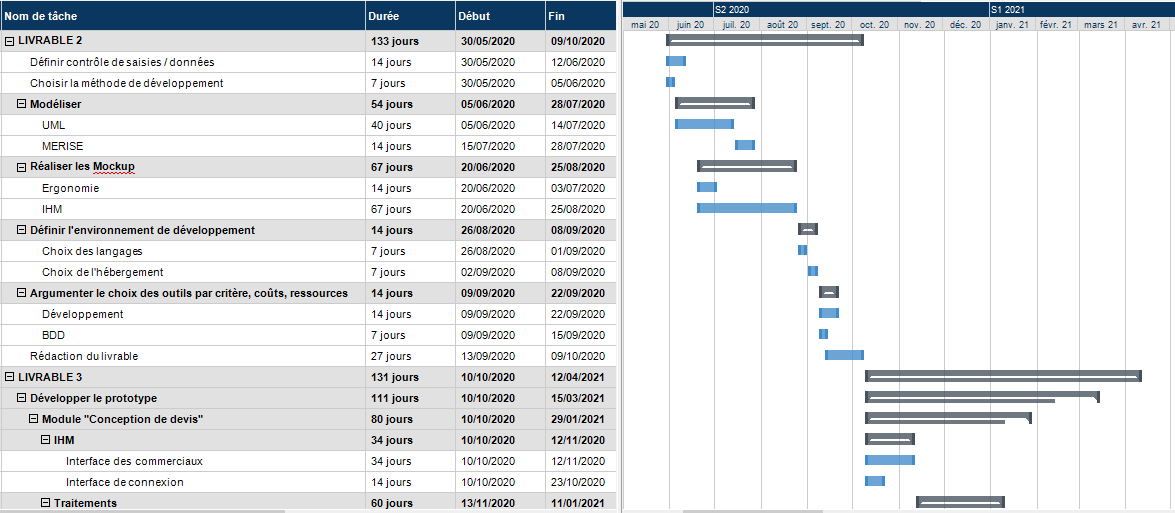 S2 2020 S1 2021
Nom de tâche Durée Début Fin mai 20 juin 20 juil. 20 août 20 sept. 20 oct. 20 nov. 20 déc. 20 janv. 21 févr. 21 mars 21 avr. 21
LIVRABLE 2 133 jours 30/05/2020 09/10/2020
Définir contrôle de saisies / données 14 jours 30/05/2020 12/06/2020
Choisir la méthode de développement 7 jours 30/05/2020 05/06/2020
Modéliser 54 jours 05/06/2020 28/07/2020
UML 40 jours 05/06/2020 14/07/2020
MERISE 14 jours 15/07/2020 28/07/2020
Réaliser les Mockup 67 jours 20/06/2020 25/08/2020
Ergonomie 14 jours 20/06/2020 03/07/2020
IHM 67 jours 20/06/2020 25/08/2020
Définir l'environnement de développement 14 jours 26/08/2020 08/09/2020
Choix des langages 7 jours 26/08/2020 01/09/2020
Choix de l'hébergement 7 jours 02/09/2020 08/09/2020
Argumenter le choix des outils par critère, coûts, ressources 14 jours 09/09/2020 22/09/2020
Développement 14 jours 09/09/2020 22/09/2020
BDD 7 jours 09/09/2020 15/09/2020
Rédaction du livrable 27 jours 13/09/2020 09/10/2020
LIVRABLE 3 131 jours 10/10/2020 12/04/2021
Développer le prototype 111 jours 10/10/2020 15/03/2021
Module "Conception de devis" 80 jours 10/10/2020 29/01/2021
IHM 34 jours 10/10/2020 12/11/2020
Interface des commerciaux 34 jours 10/10/2020 12/11/2020
Interface de connexion 14 jours 10/10/2020 23/10/2020
Traitements 60 jours 13/11/2020 11/01/2021